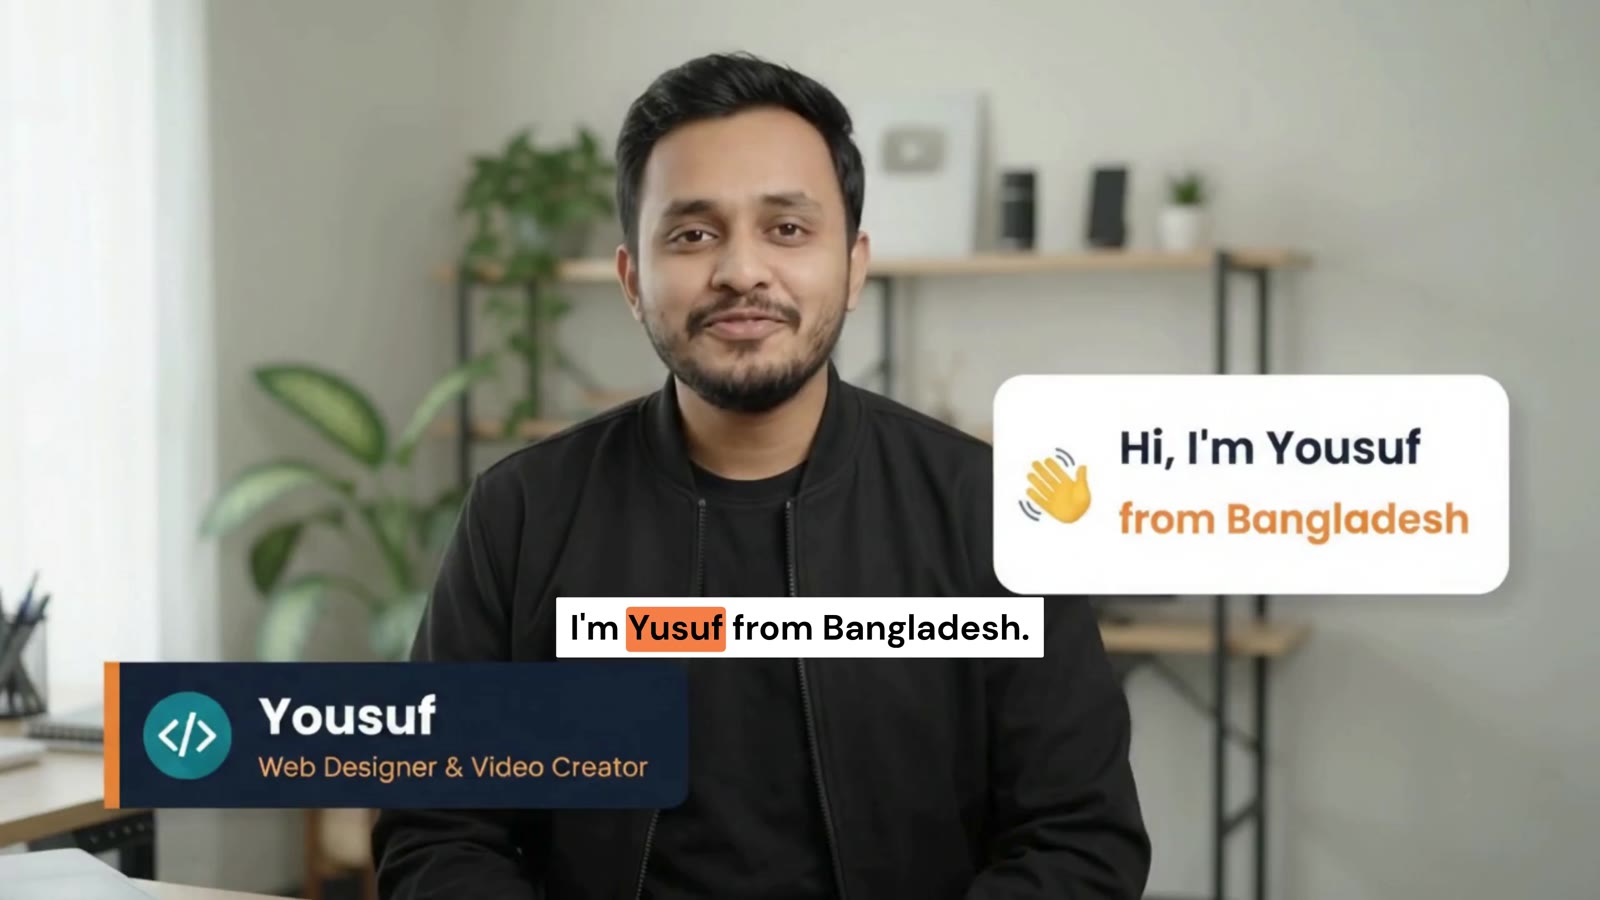 Hi, I'm Yousuf
from Bangladesh
I'm Yusuf from Bangladesh.
</>
Yousuf
Web Designer & Video Creator